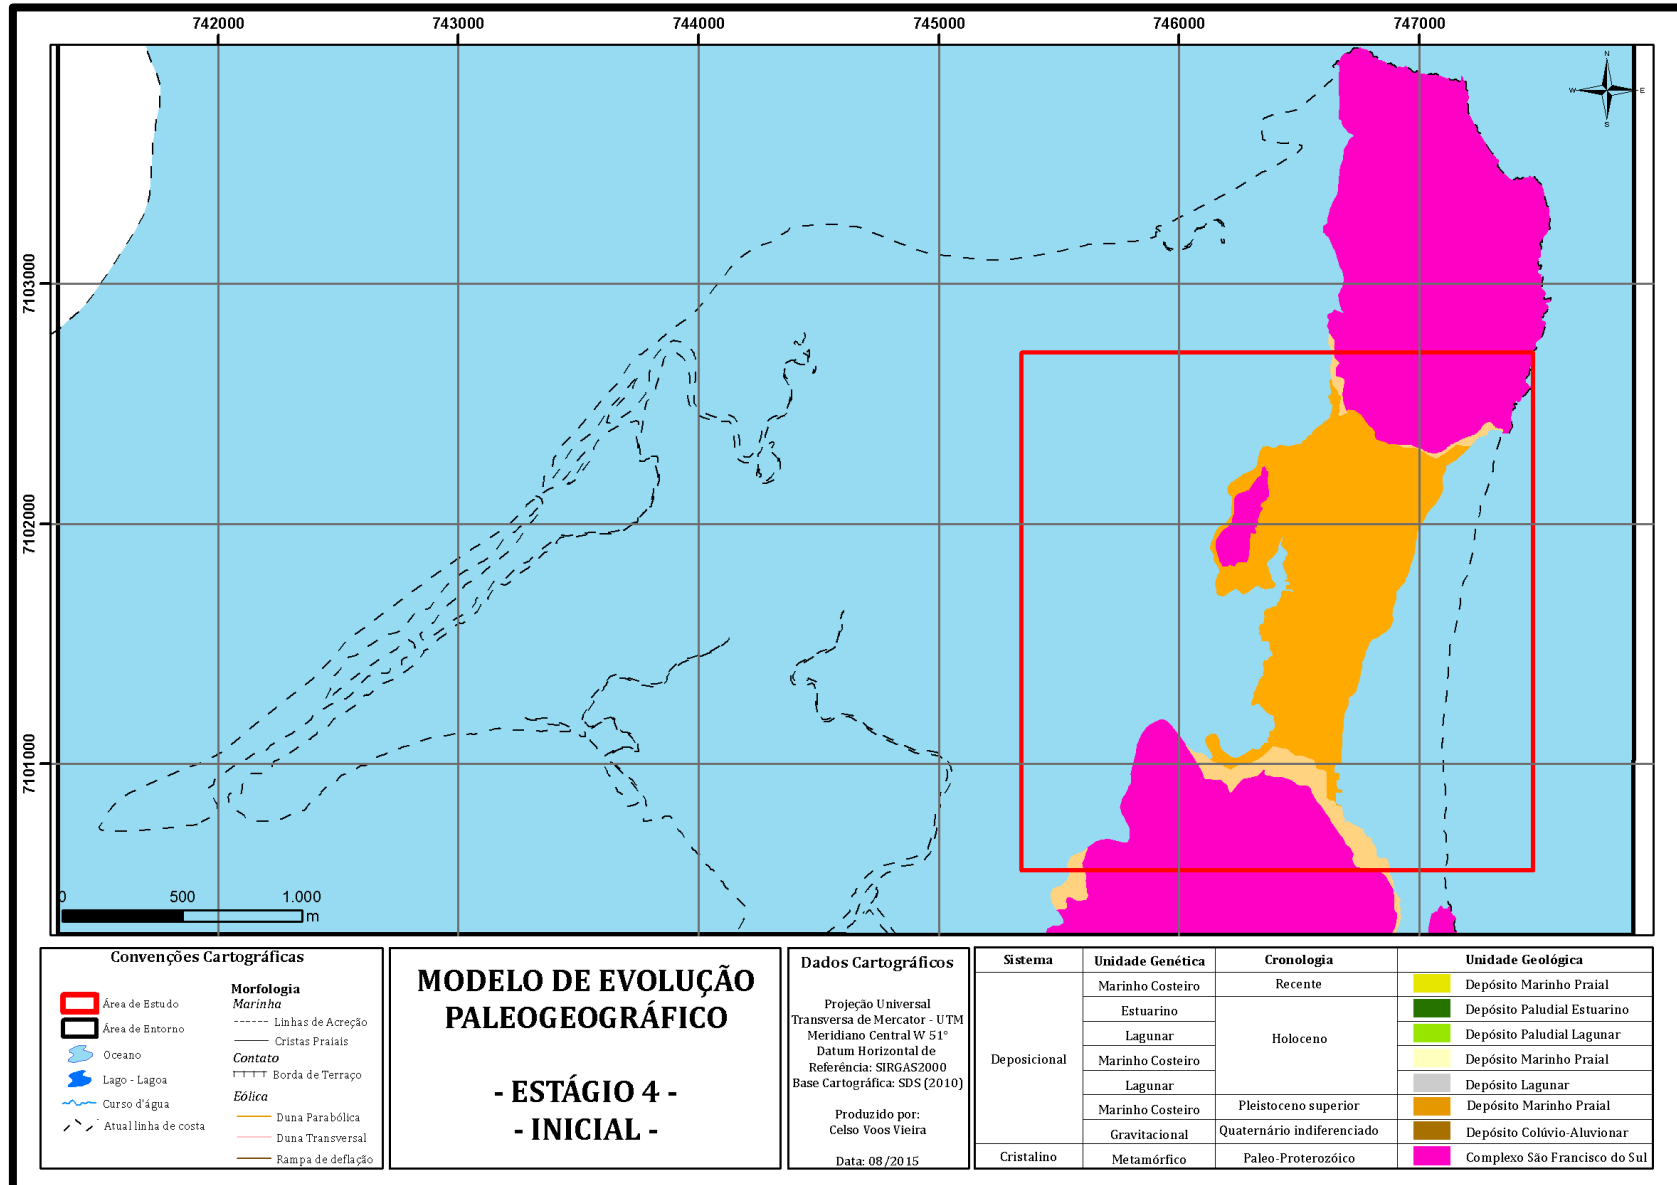 742000
743000
744000
745000
746000
747000
7103000
7102000
7101000
N
W
E
S
0
500
1.000
m
Convenções Cartográficas
Área de Estudo
Área de Entorno
Oceano
Lago - Lagoa
Curso d'água
Atual linha de costa
Morfologia
Marinha
Linhas de Acreção
Cristas Praiais
Contato
Borda de Terraço
Eólica
Duna Parabólica
Duna Transversal
Rampa de deflação
MODELO DE EVOLUÇÃO
PALEOGEOGRÁFICO
- ESTÁGIO 4 -
- INICIAL -
Dados Cartográficos
Projeção Universal
Transversa de Mercator - UTM
Meridiano Central W 51°
Datum Horizontal de
Referência: SIRGAS2000
Base Cartográfica: SDS (2010)
Produzido por:
Celso Voos Vieira
Data: 08/2015
Sistema Unidade Genética Cronologia Unidade Geológica
Marinho Costeiro Recente Depósito Marinho Praial
Estuarino Depósito Paludial Estuarino
Lagunar Holoceno Depósito Paludial Lagunar
Deposicional Marinho Costeiro Depósito Marinho Praial
Lagunar Depósito Lagunar
Marinho Costeiro Pleistoceno superior Depósito Marinho Praial
Gravitacional Quaternário indiferenciado Depósito Colúvio-Aluvionar
Cristalino Metamórfico Paleo-Proterozóico Complexo São Francisco do Sul